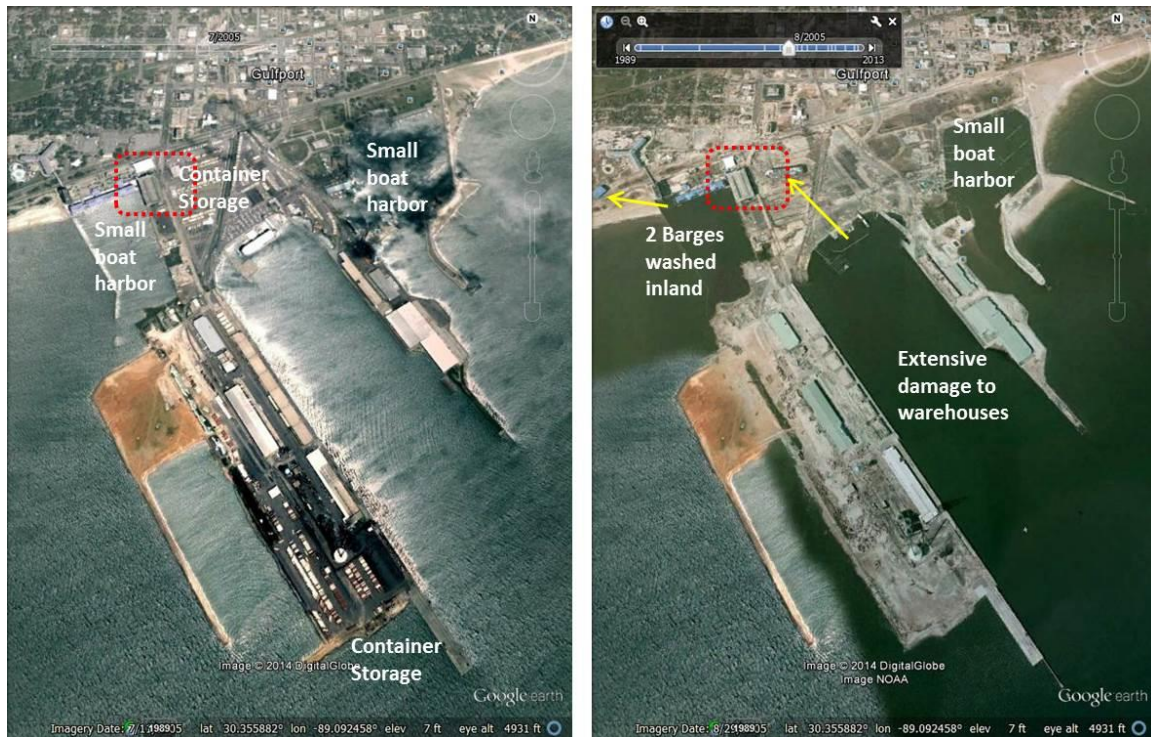 7/2005
N
Gulfport
Small
boat
harbor
Container
Storage
Small
boat
harbor
Container
Storage
Image © 2014 DigitalGlobe
Google earth
1989
lat 30.355882° lon -89.092458° elev 7 ft eye alt 4931 ft
N
8/2005
1989
2013
Gulfport
Small
boat
harbor
2 Barges
washed
inland
Extensive
damage to
warehouses
Image © 2014 DigitalGlobe
Image NOAA
Google earth
1989
lat 30.355882° lon -89.092458° elev 7 ft eye alt 4931 ft